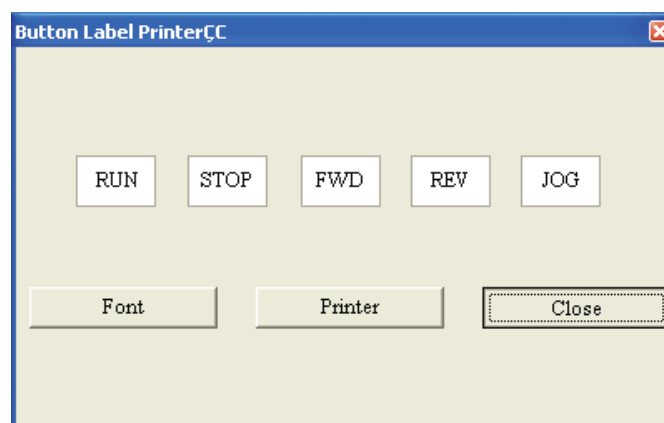 Button Label PrinterÇC
RUN STOP FWD REV JOG
Font Printer Close